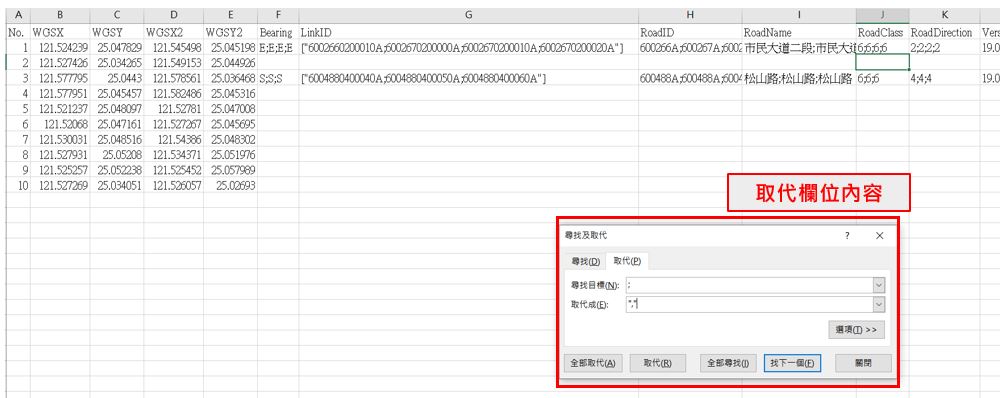 A B C D E F G H I J K
No. WGSX WGSY WGSX2 WGSY2 Bearing LinkID RoadID RoadName RoadClass RoadDirection Vers
1 121.524239 25.047829 121.545498 25.045198 E;E;E;E ["6002660200010A;6002670200000A;6002670200010A;6002670200020A"] 600266A;600267A;6002 市民大道二段;市民大道 6;6;6;6 2;2;2;2 19.0
2 121.527426 25.034265 121.549153 25.044926
3 121.577795 25.0443 121.578561 25.036468 S;S;S ["6004880400040A;6004880400050A;6004880400060A"] 600488A;600488A;6004 松山路;松山路;松山路 6;6;6 4;4;4 19.0
4 121.577951 25.045457 121.582486 25.045316
5 121.521237 25.048097 121.52781 25.047008
6 121.52068 25.047161 121.527267 25.045695
7 121.530031 25.048516 121.54386 25.048302
8 121.527931 25.05208 121.534371 25.051976
9 121.525257 25.052238 121.525452 25.057989
10 121.527269 25.034051 121.526057 25.02693
取代欄位內容
尋找及取代 ? ×
尋找(D) 取代(P)
尋找目標(N): ;
取代成(E): ","
選項(T) >>
全部取代(A) 取代(R) 全部尋找(I) 找下一個(F) 關閉